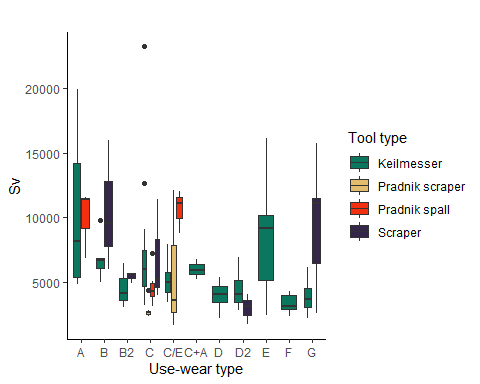 Sv
20000
15000
10000
5000
A B B2 C C/E C+A D D2 E F G
Use-wear type
Tool type
Keilmesser
Pradnik scraper
Pradnik spall
Scraper